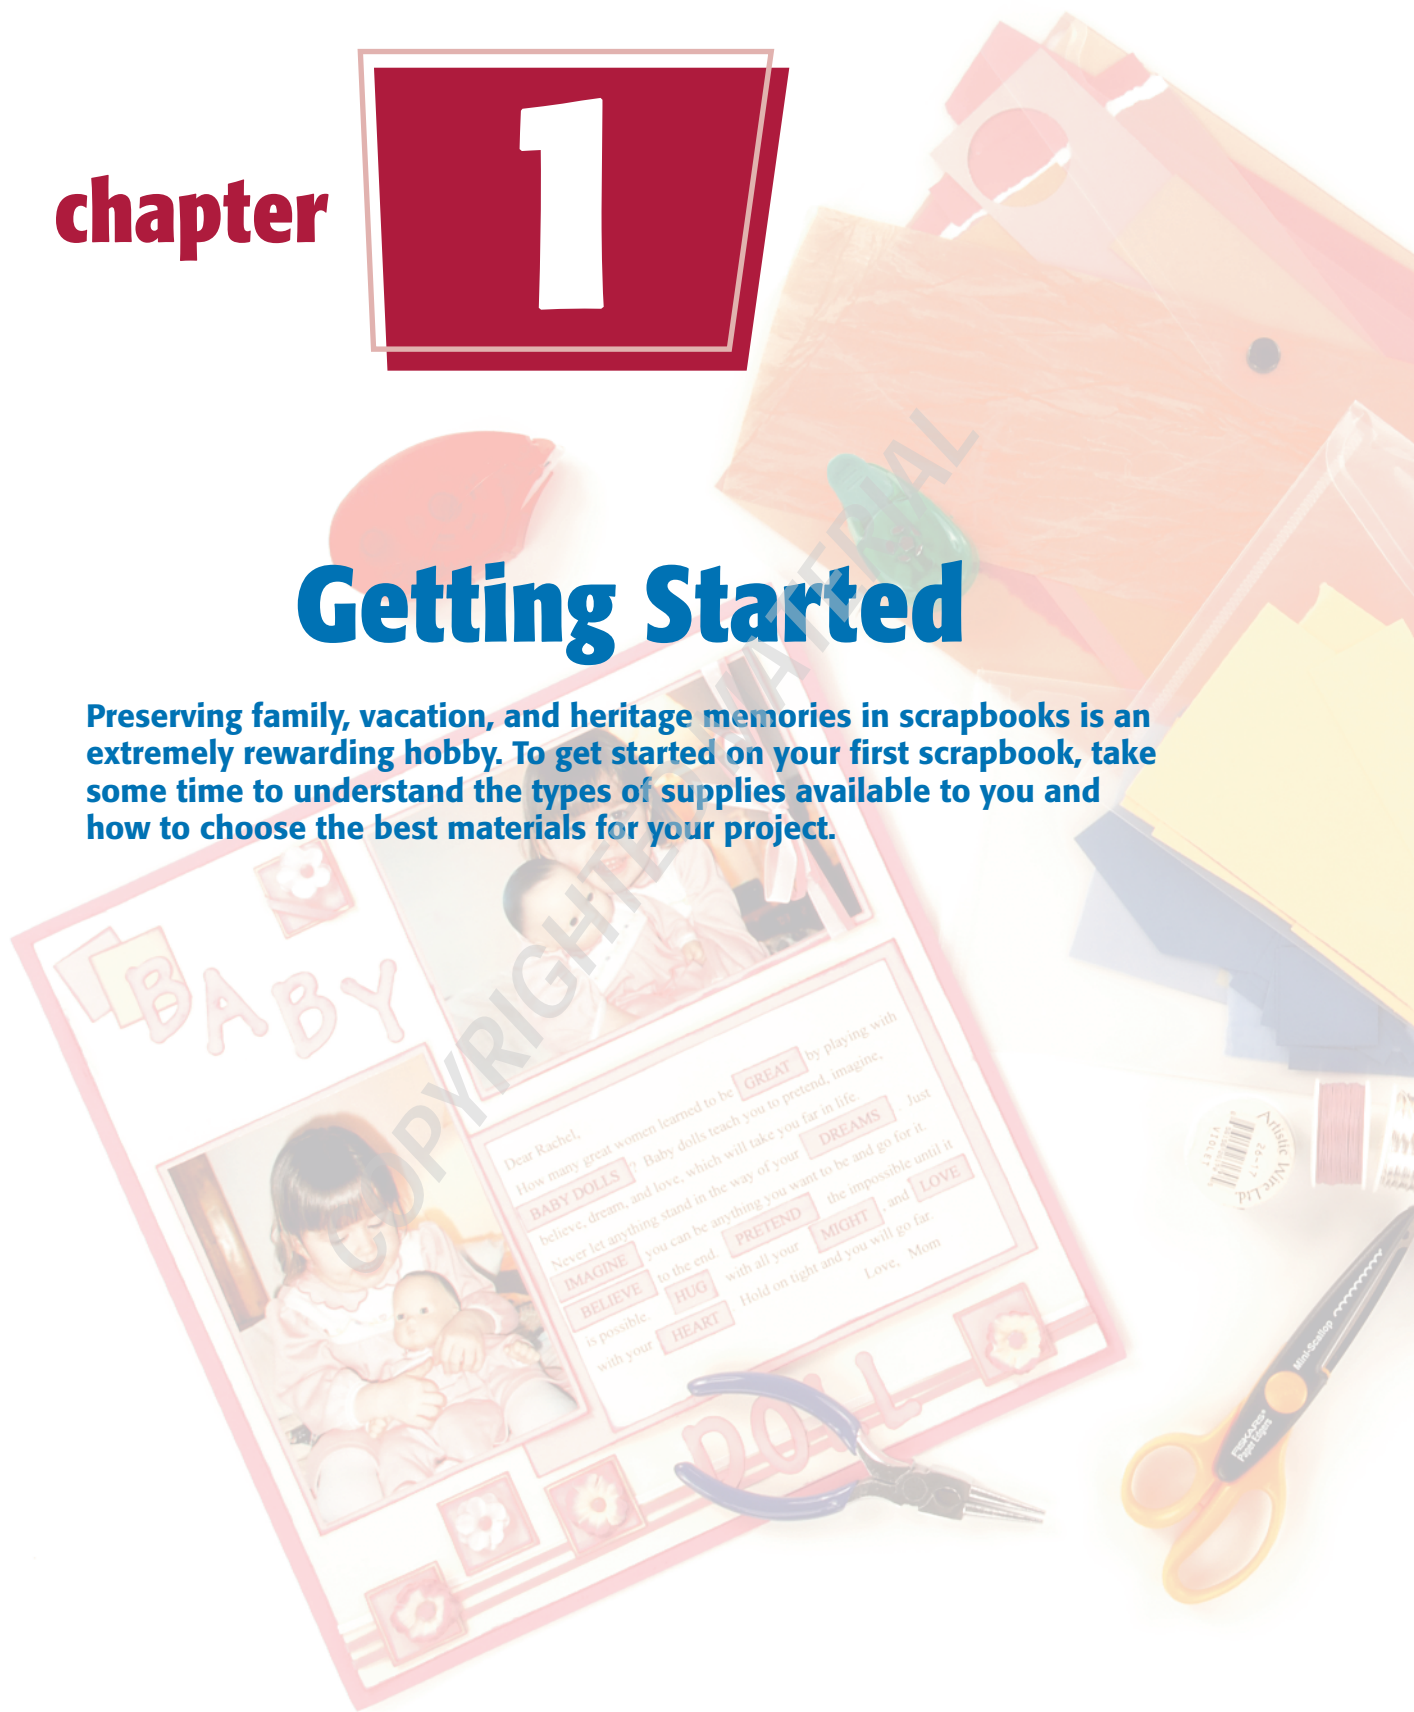 chapter
1
Getting Started
Preserving family, vacation, and heritage memories in scrapbooks is an
extremely rewarding hobby. To get started on your first scrapbook, take
some time to understand the types of supplies available to you and
how to choose the best materials for your project.
COPYRIGHTED MATERIAL
BABY
Dear Rachel,
How many great women learned to be GREAT by playing with
BABY DOLLS? Baby dolls teach you to pretend, imagine,
believe, dream, and love, which will take you far in life.
Never let anything stand in the way of your DREAMS. Just
IMAGINE you can be anything you want to be and go for it.
BELIEVE to the end. PRETEND the impossible until it
is possible. HUG with all your MIGHT, and LOVE
with your HEART. Hold on tight and you will go far.
Love, Mom
DOLL
Artistic Wire Ltd.
26-17
VIOLET
Mini-Scallop
FISKARS®
Paper Edgers